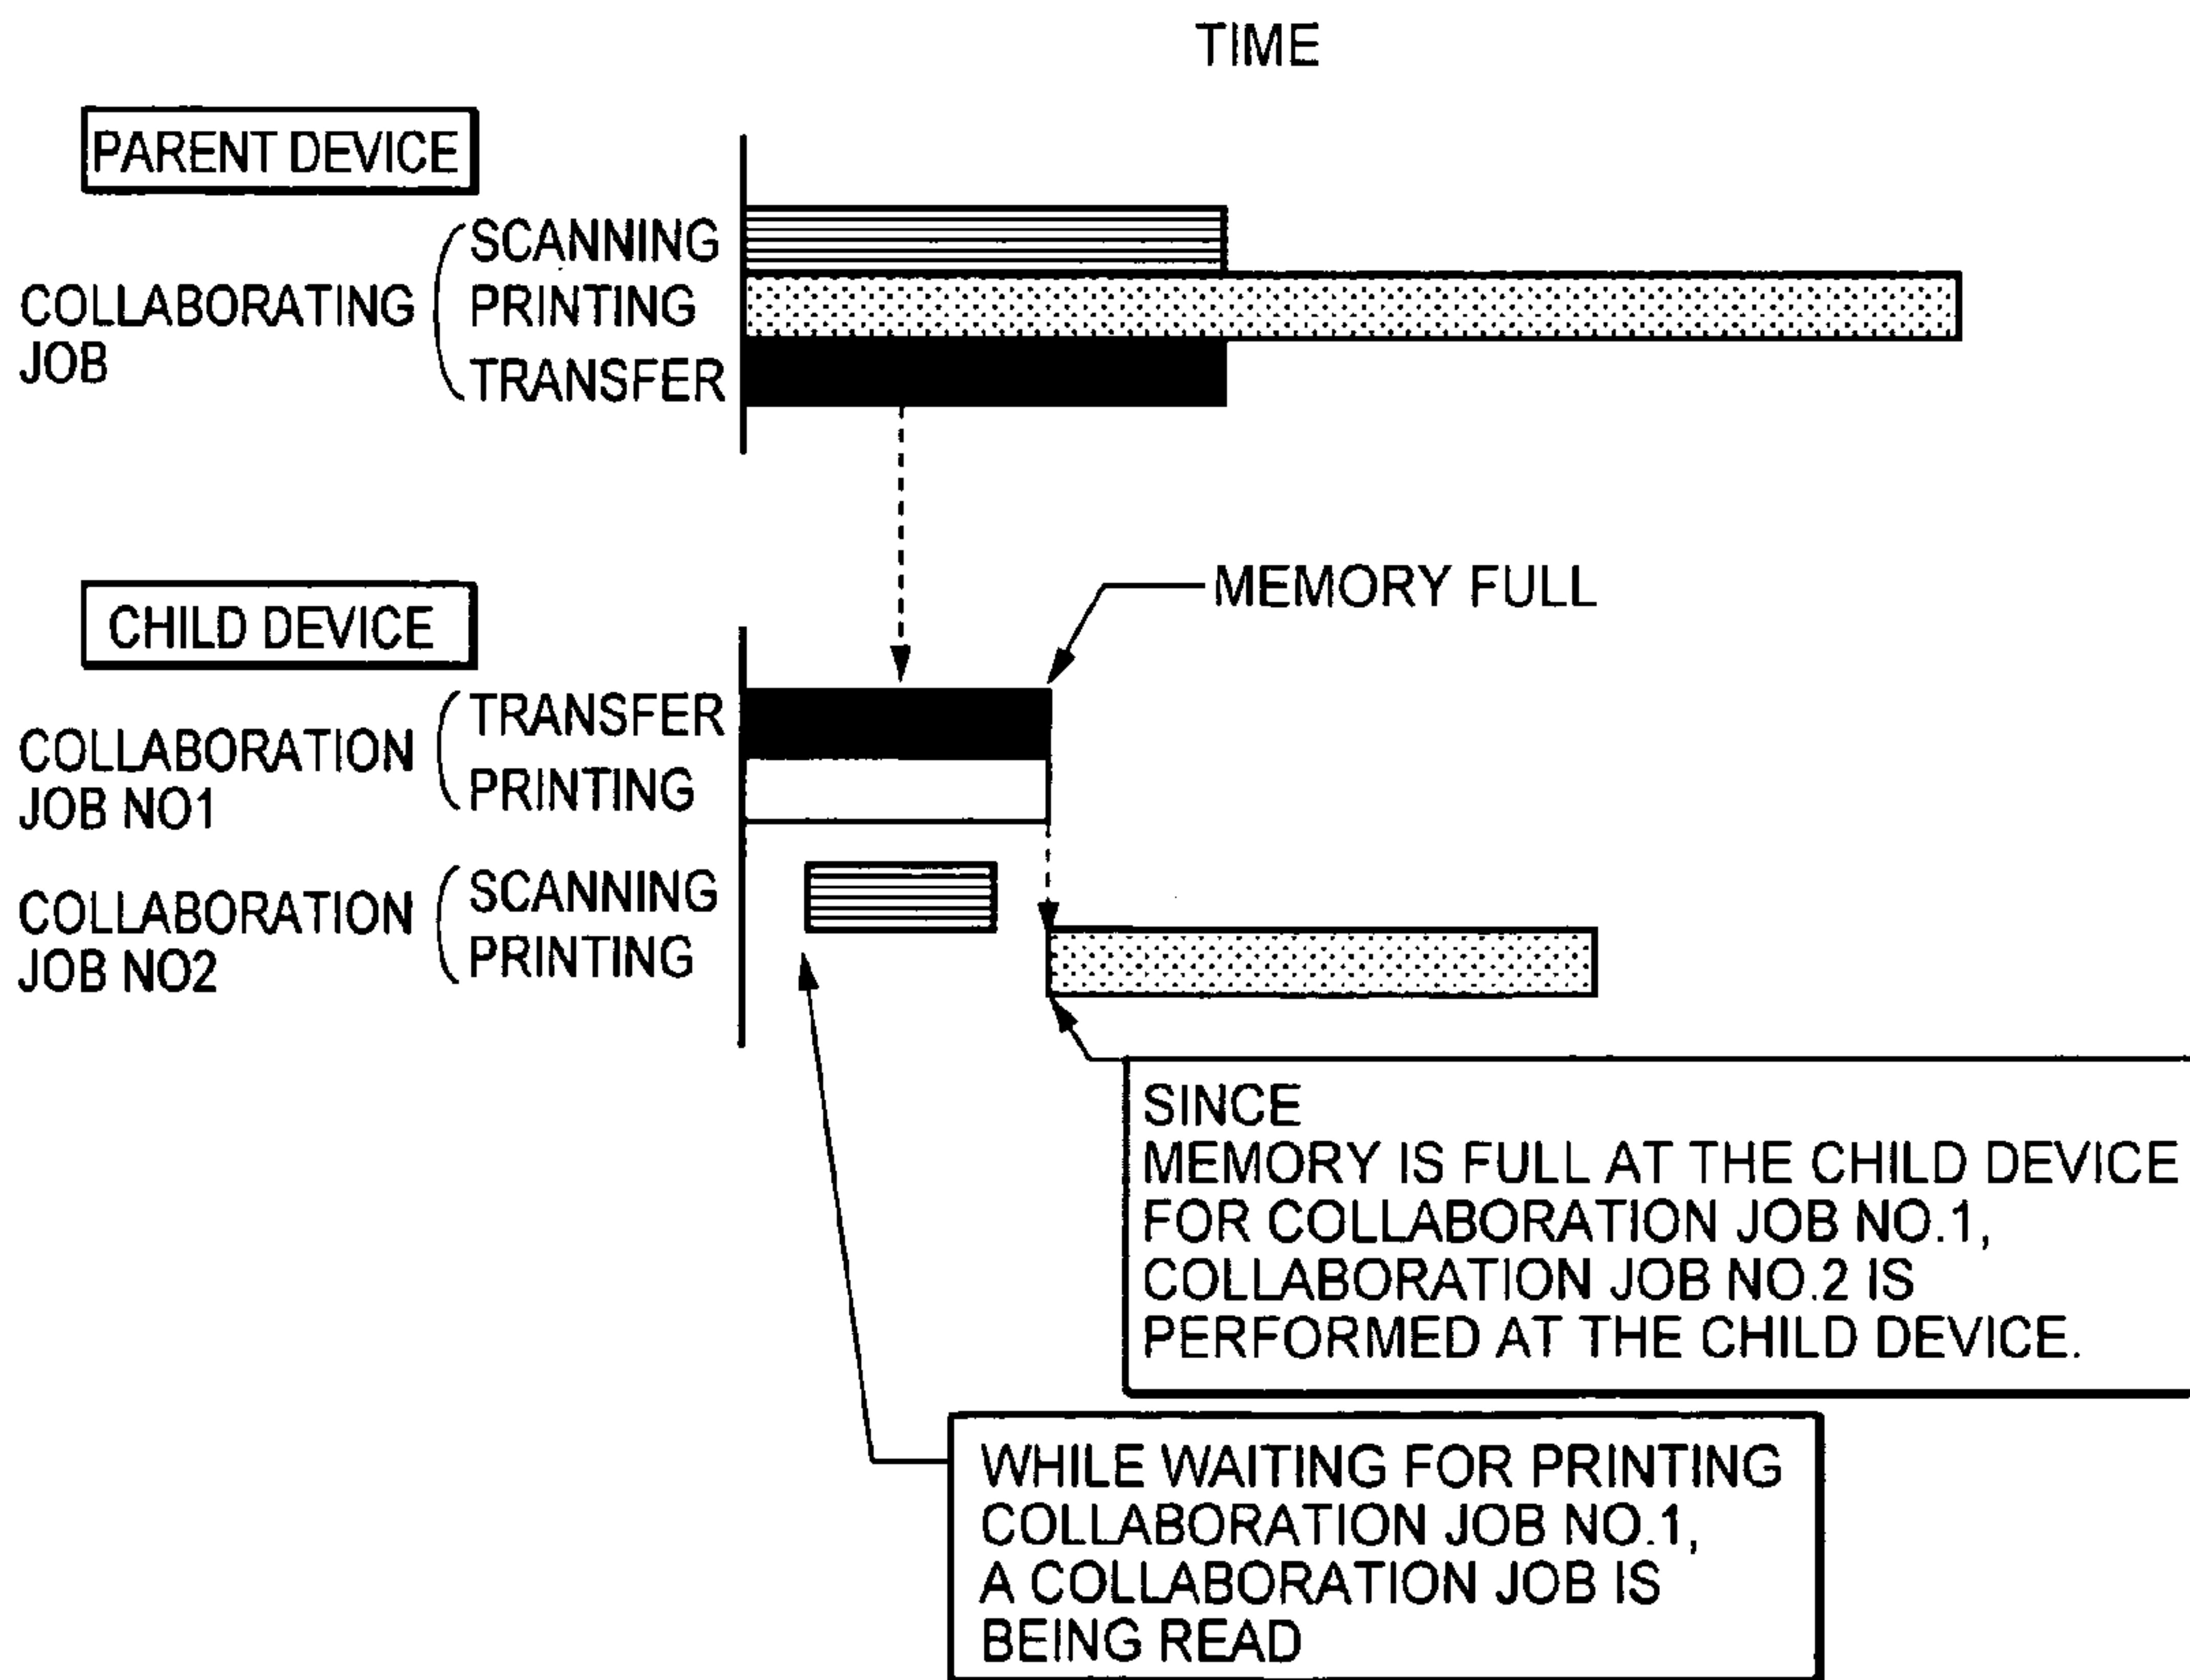 TIME
PARENT DEVICE
COLLABORATING
JOB
SCANNING
PRINTING
TRANSFER
MEMORY FULL
CHILD DEVICE
COLLABORATION
JOB NO1
TRANSFER
PRINTING
COLLABORATION
JOB NO2
SCANNING
PRINTING
SINCE
MEMORY IS FULL AT THE CHILD DEVICE
FOR COLLABORATION JOB NO.1,
COLLABORATION JOB NO.2 IS
PERFORMED AT THE CHILD DEVICE.
WHILE WAITING FOR PRINTING
COLLABORATION JOB NO.1,
A COLLABORATION JOB IS
BEING READ